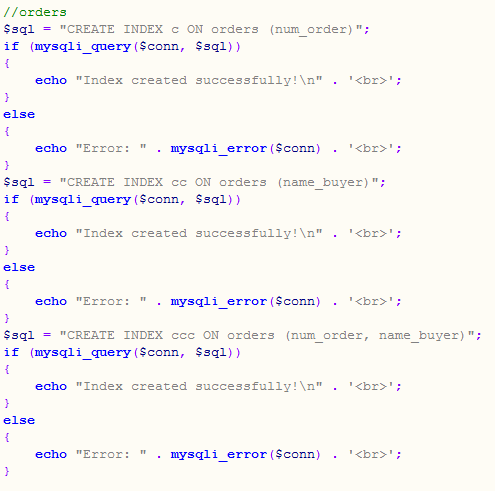 //orders
$sql = "CREATE INDEX c ON orders (num_order)";
if (mysqli_query($conn, $sql))
{
    echo "Index created successfully!\n" . '<br>';
}
else
{
    echo "Error: " . mysqli_error($conn) . '<br>';
}
$sql = "CREATE INDEX cc ON orders (name_buyer)";
if (mysqli_query($conn, $sql))
{
    echo "Index created successfully!\n" . '<br>';
}
else
{
    echo "Error: " . mysqli_error($conn) . '<br>';
}
$sql = "CREATE INDEX ccc ON orders (num_order, name_buyer)";
if (mysqli_query($conn, $sql))
{
    echo "Index created successfully!\n" . '<br>';
}
else
{
    echo "Error: " . mysqli_error($conn) . '<br>';
}